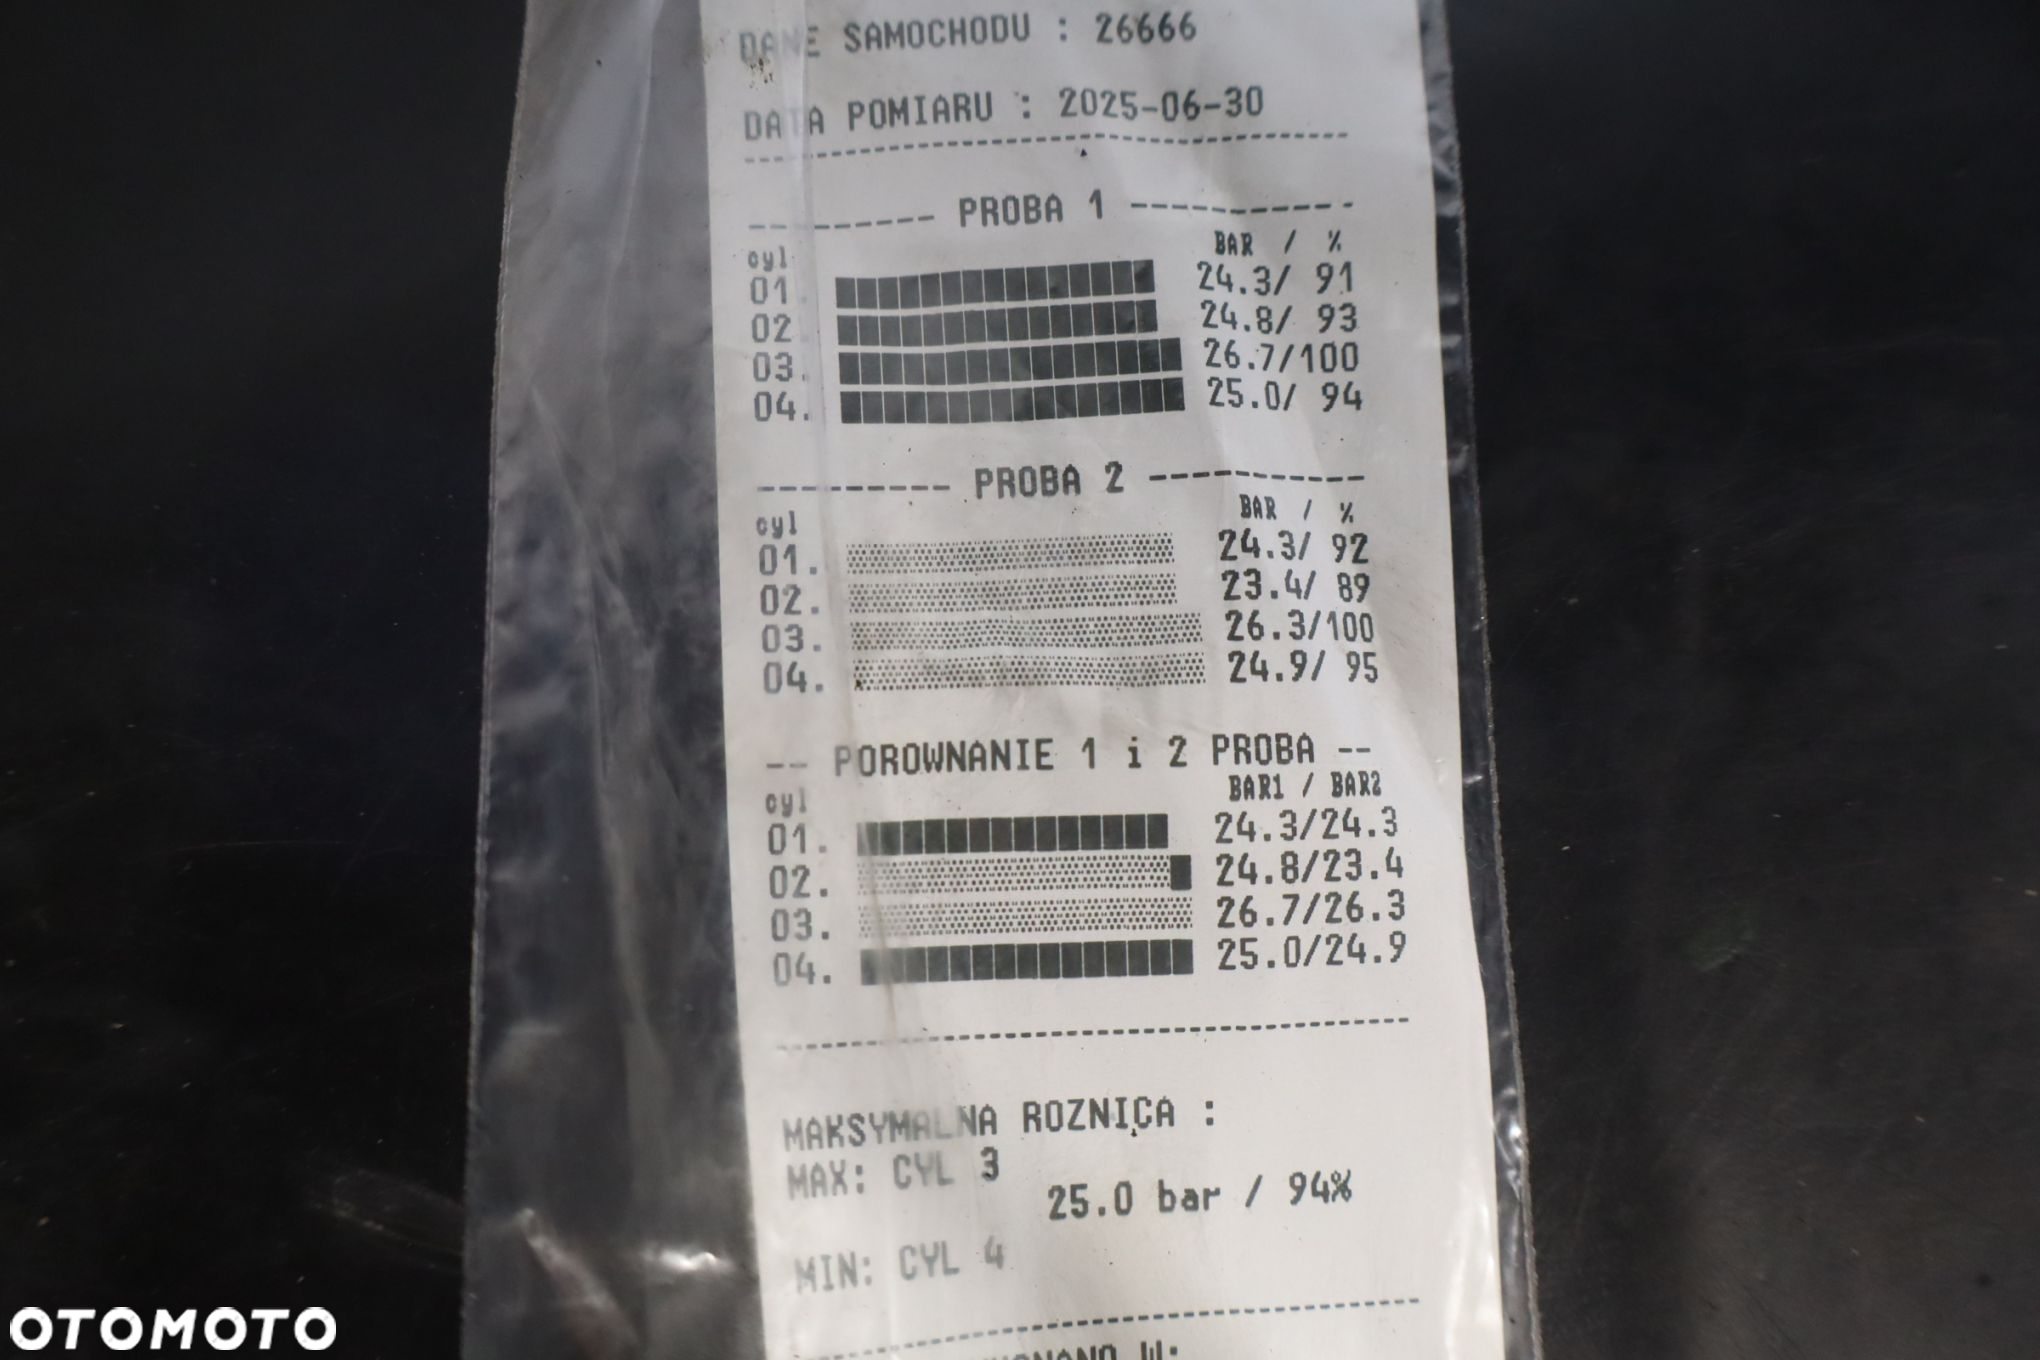 DANE SAMOCHODU : 26666
DATA POMIARU : 2025-06-30
--------- PROBA 1 -----------
cyl BAR / %
01. 24.3/ 91
02. 24.8/ 93
03. 26.7/100
04. 25.0/ 94
--------- PROBA 2 -----------
cyl BAR / %
01. 24.3/ 92
02. 23.4/ 89
03. 26.3/100
04. 24.9/ 95
-- POROWNANIE 1 i 2 PROBA --
cyl BAR1 / BAR2
01. 24.3/24.3
02. 24.8/23.4
03. 26.7/26.3
04. 25.0/24.9
MAKSYMALNA ROZNICA :
MAX: CYL 3
25.0 bar / 94%
MIN: CYL 4
W:
OTOMOTO